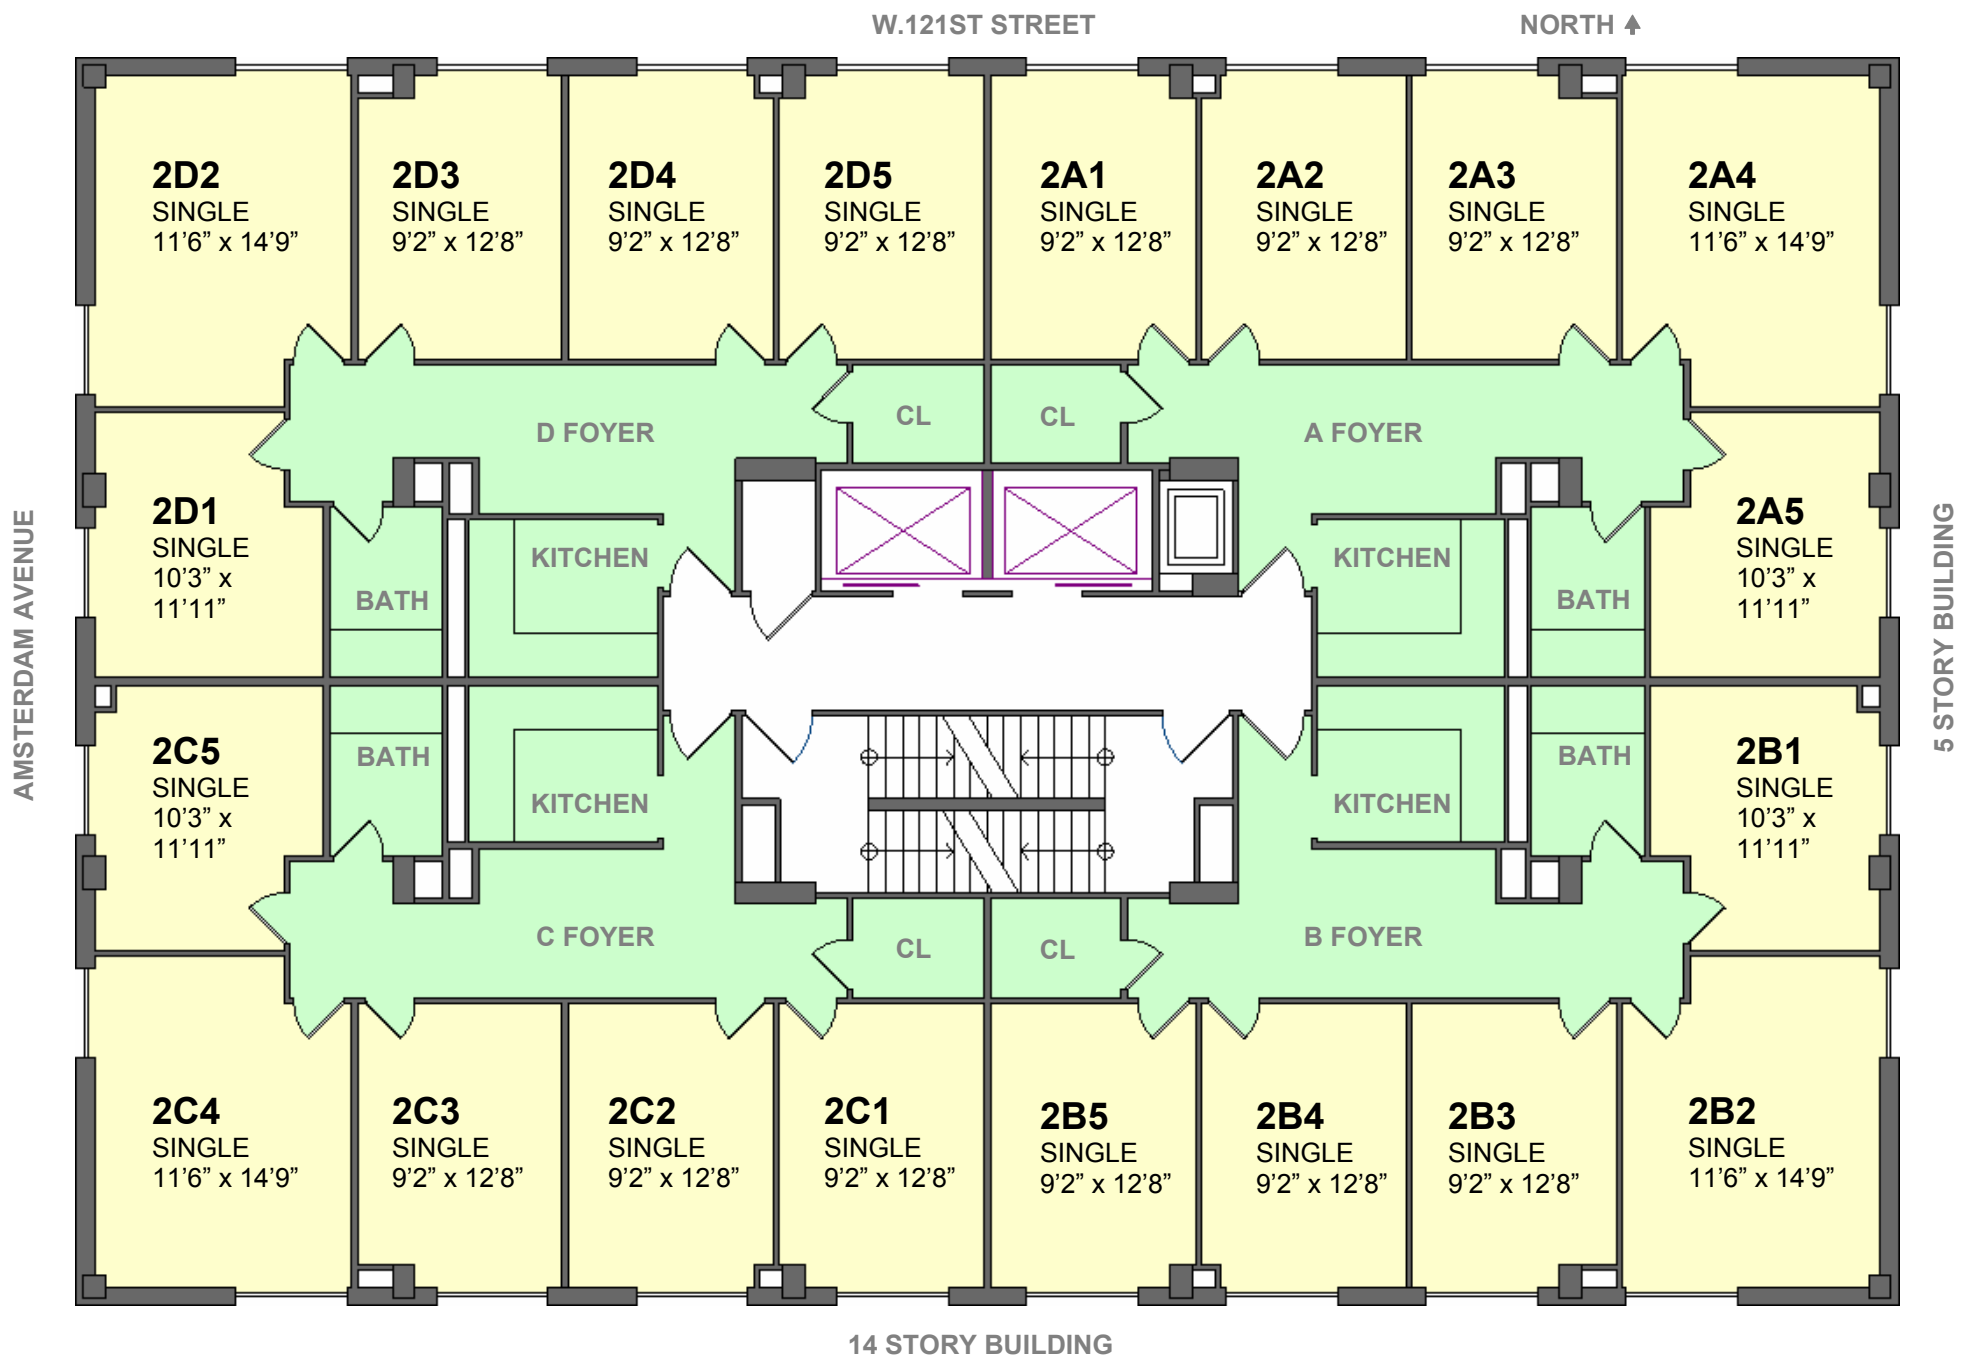 W.121ST STREET
NORTH
2D2
SINGLE
11’6” x 14’9”
2D3
SINGLE
9’2” x 12’8”
2D4
SINGLE
9’2” x 12’8”
2D5
SINGLE
9’2” x 12’8”
2A1
SINGLE
9’2” x 12’8”
2A2
SINGLE
9’2” x 12’8”
2A3
SINGLE
9’2” x 12’8”
2A4
SINGLE
11’6” x 14’9”
D FOYER
CL
CL
A FOYER
2D1
SINGLE
10’3” x
11’11”
BATH
KITCHEN
KITCHEN
BATH
2A5
SINGLE
10’3” x
11’11”
AMSTERDAM AVENUE
5 STORY BUILDING
2C5
SINGLE
10’3” x
11’11”
BATH
KITCHEN
KITCHEN
BATH
2B1
SINGLE
10’3” x
11’11”
C FOYER
CL
CL
B FOYER
2C4
SINGLE
11’6” x 14’9”
2C3
SINGLE
9’2” x 12’8”
2C2
SINGLE
9’2” x 12’8”
2C1
SINGLE
9’2” x 12’8”
2B5
SINGLE
9’2” x 12’8”
2B4
SINGLE
9’2” x 12’8”
2B3
SINGLE
9’2” x 12’8”
2B2
SINGLE
11’6” x 14’9”
14 STORY BUILDING